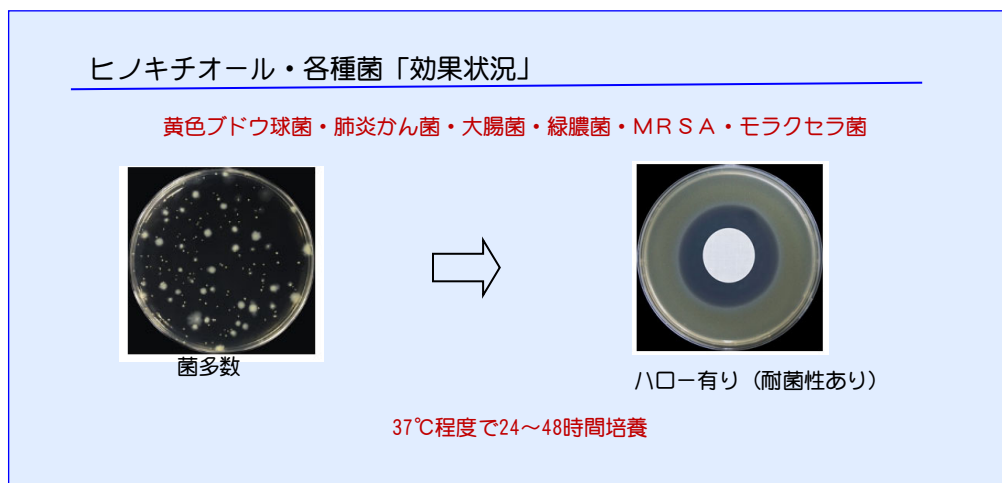 ヒノキチオール・各種菌「効果状況」
黄色ブドウ球菌・肺炎かん菌・大腸菌・緑膿菌・ＭＲＳＡ・モラクセラ菌
菌多数
ハロー有り（耐菌性あり）
37℃程度で24～48時間培養